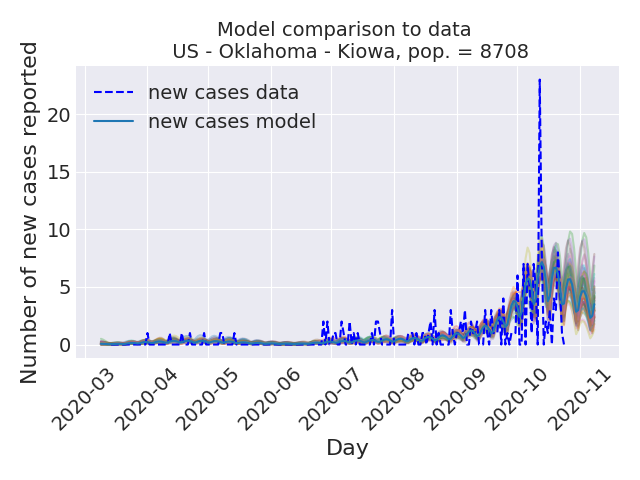 Model comparison to data
US - Oklahoma - Kiowa, pop. = 8708
Number of new cases reported
20
15
10
5
0
new cases data
new cases model
2020-03
2020-04
2020-05
2020-06
2020-07
2020-08
2020-09
2020-10
2020-11
Day